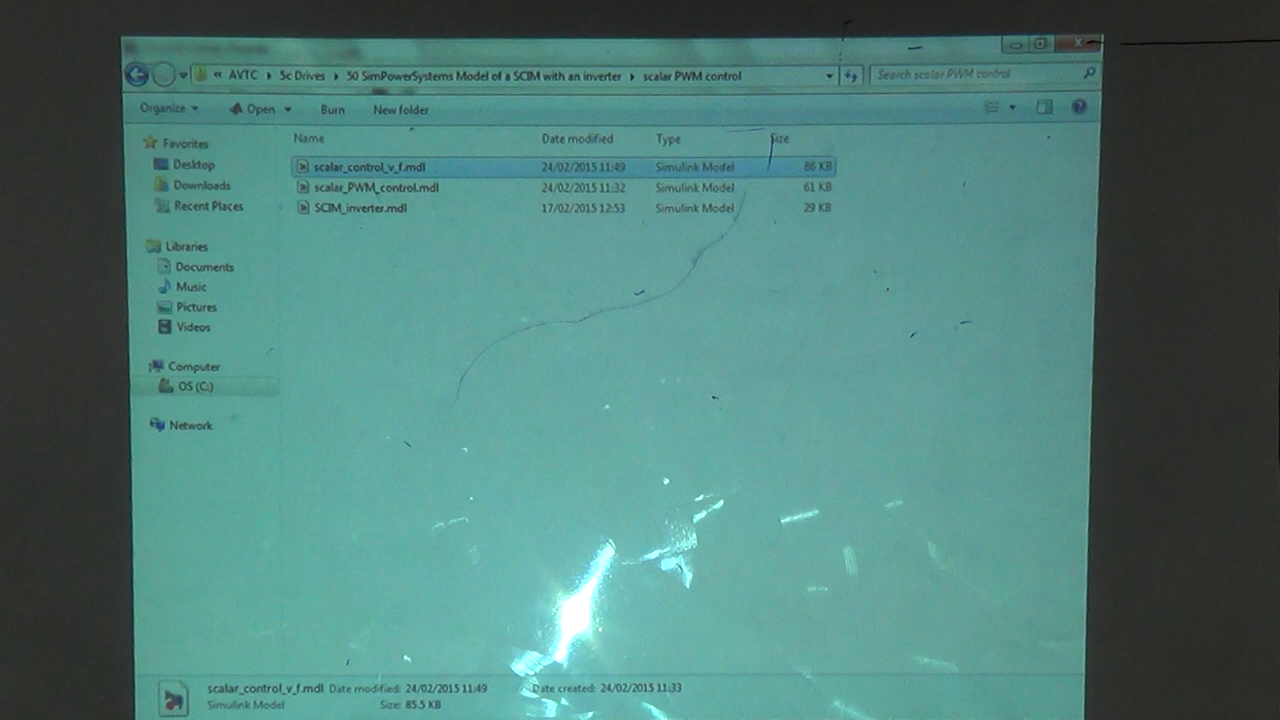 « AVTC ▸ 5c Drives ▸ 50 SimPowerSystems Model of a SCIM with an inverter ▸ scalar PWM control
Search scalar PWM control
Organize Open Burn New folder
Name Date modified Type Size
scalar_control_v_f.mdl 24/02/2015 11:49 Simulink Model 86 KB
scalar_PWM_control.mdl 24/02/2015 11:32 Simulink Model 61 KB
SCIM_inverter.mdl 17/02/2015 12:53 Simulink Model 29 KB
Favorites
Desktop
Downloads
Recent Places
Libraries
Documents
Music
Pictures
Videos
Computer
OS (C:)
Network
scalar_control_v_f.mdl Date modified: 24/02/2015 11:49 Date created: 24/02/2015 11:33
Simulink Model Size: 85.5 KB